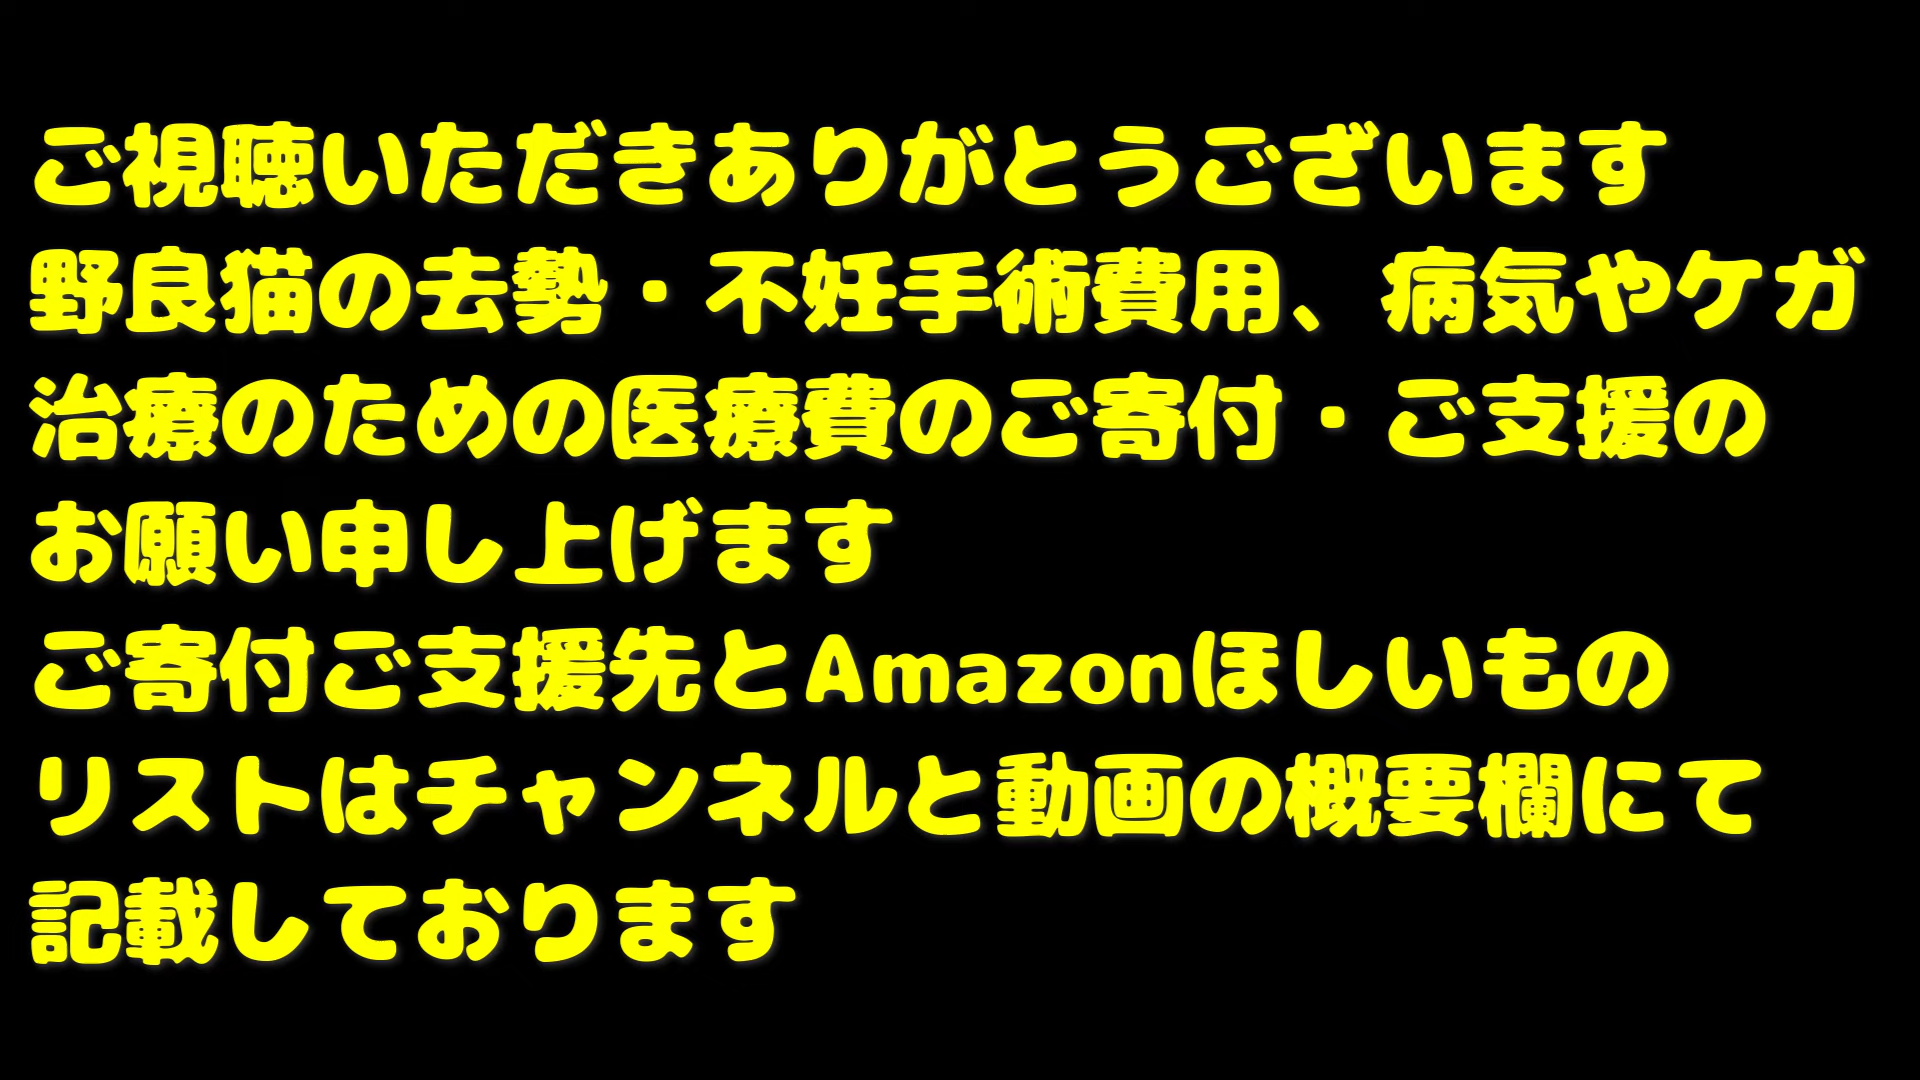 ご視聴いただきありがとうございます
野良猫の去勢・不妊手術費用、病気やケガ
治療のための医療費のご寄付・ご支援の
お願い申し上げます
ご寄付ご支援先とAmazonほしいもの
リストはチャンネルと動画の概要欄にて
記載しております